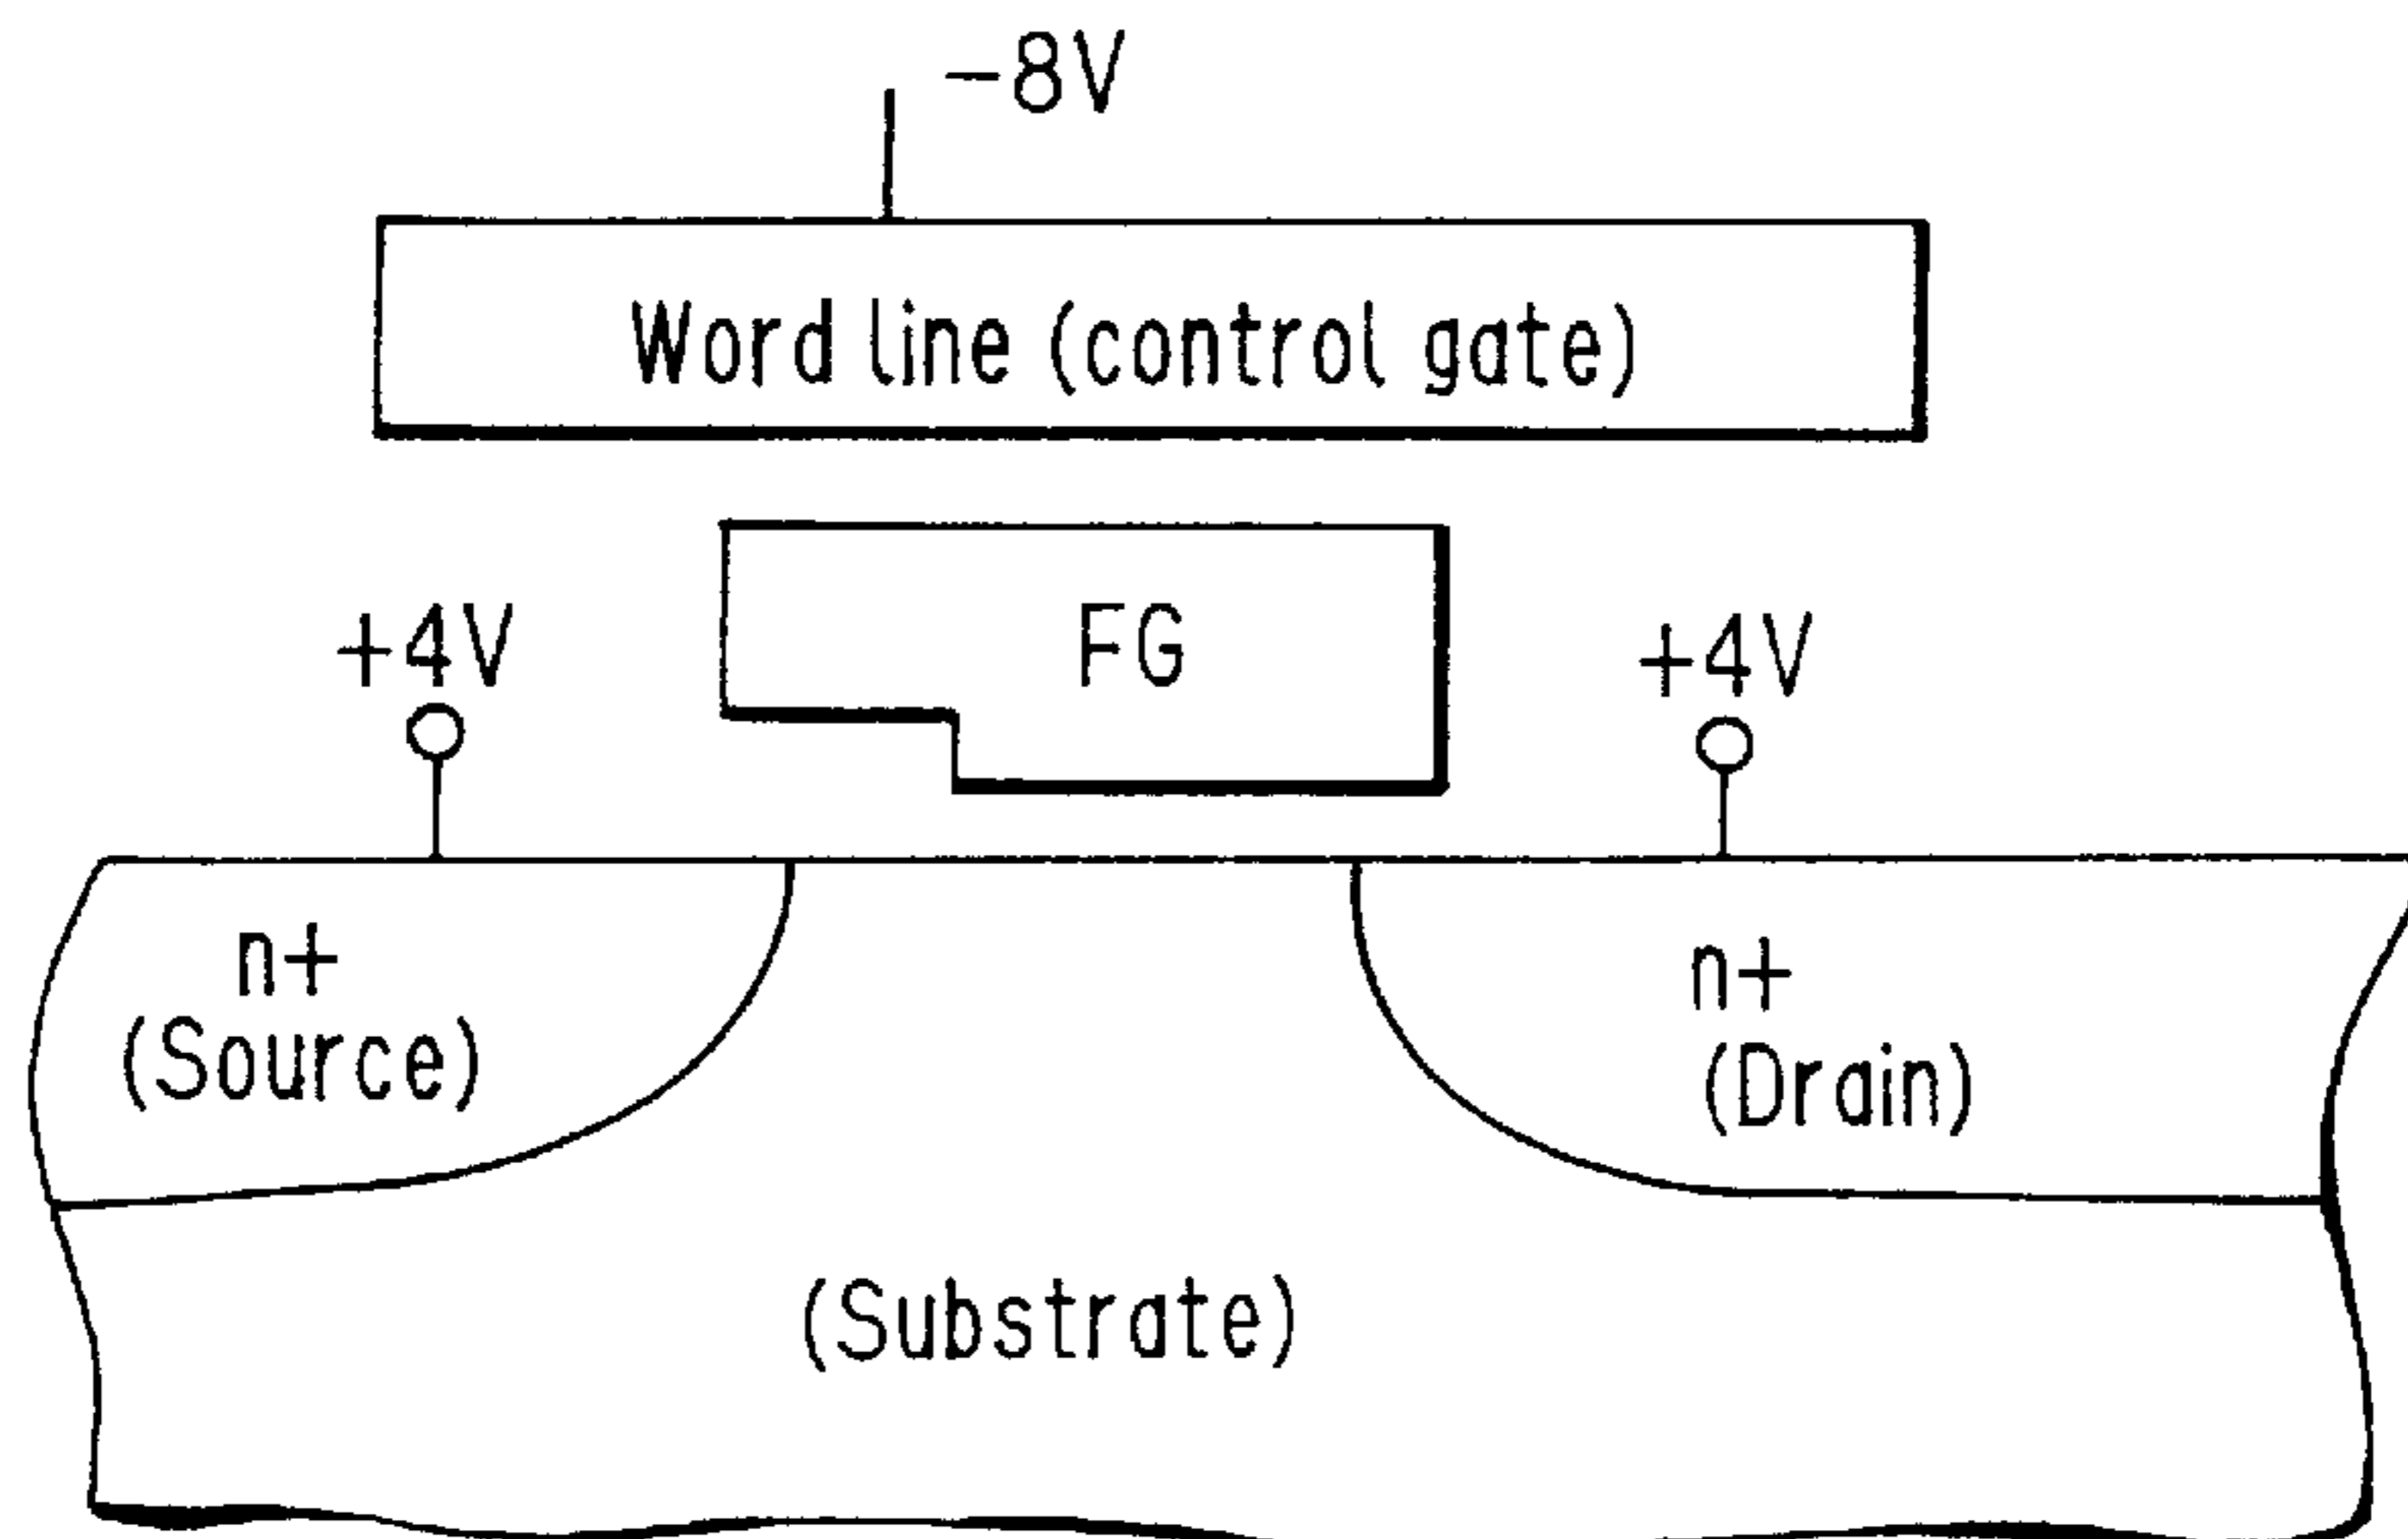 −8V
Word line (control gate)
FG
+4V
+4V
n+
(Source)
n+
(Drain)
(Substrate)